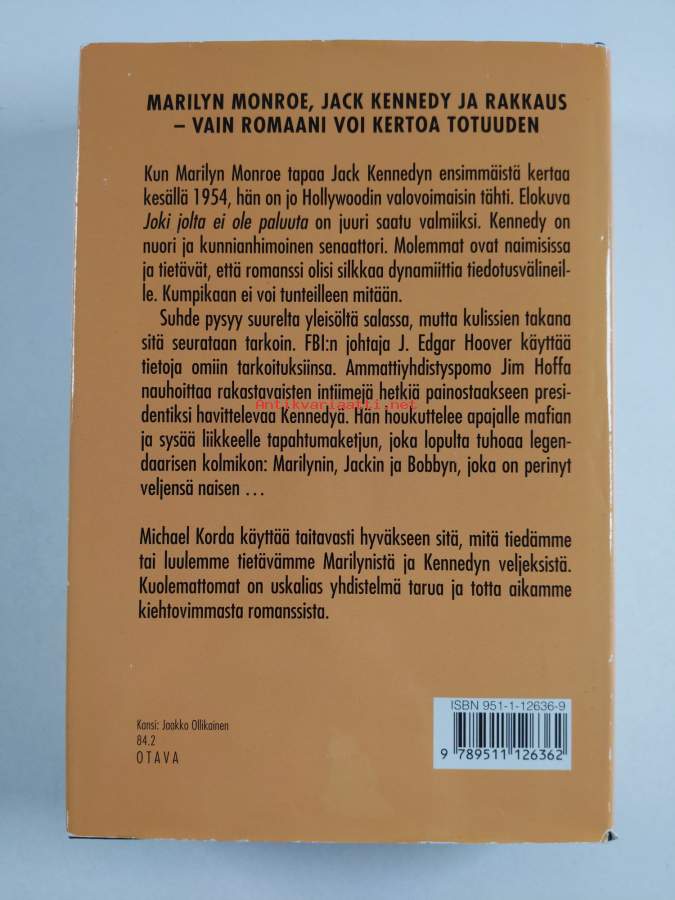 MARILYN MONROE, JACK KENNEDY JA RAKKAUS
– VAIN ROMAANI VOI KERTOA TOTUUDEN
Kun Marilyn Monroe tapaa Jack Kennedyn ensimmäistä kertaa
kesällä 1954, hän on jo Hollywoodin valovoimaisin tähti. Elokuva
Joki jolta ei ole paluuta on juuri saatu valmiiksi. Kennedy on
nuori ja kunnianhimoinen senaattori. Molemmat ovat naimisissa
ja tietävät, että romanssi olisi silkkaa dynamiittia tiedotusvälineil-
le. Kumpikaan ei voi tunteilleen mitään.
Suhde pysyy suurelta yleisöltä salassa, mutta kulissien takana
sitä seurataan tarkoin. FBI:n johtaja J. Edgar Hoover käyttää
tietoja omiin tarkoituksiinsa. Ammattiyhdistyspomo Jim Hoffa
nauhoittaa rakastavaisten intiimejä hetkiä painostaakseen presi-
Antikvariaatti.net
dentiksi havittelevaa Kennedyä. Hän houkuttelee apajalle mafian
ja sysää liikkeelle tapahtumaketjun, joka lopulta tuhoaa legen-
daarisen kolmikon: Marilynin, Jackin ja Bobbyn, joka on perinyt
veljensä naisen ...
Michael Korda käyttää taitavasti hyväkseen sitä, mitä tiedämme
tai luulemme tietävämme Marilynistä ja Kennedyn veljeksistä.
Kuolemattomat on uskalias yhdistelmä tarua ja totta aikamme
kiehtovimmasta romanssista.
Kansi: Jaakko Ollikainen
84.2
OTAVA
ISBN 951-1-12636-9
9 789511 126362